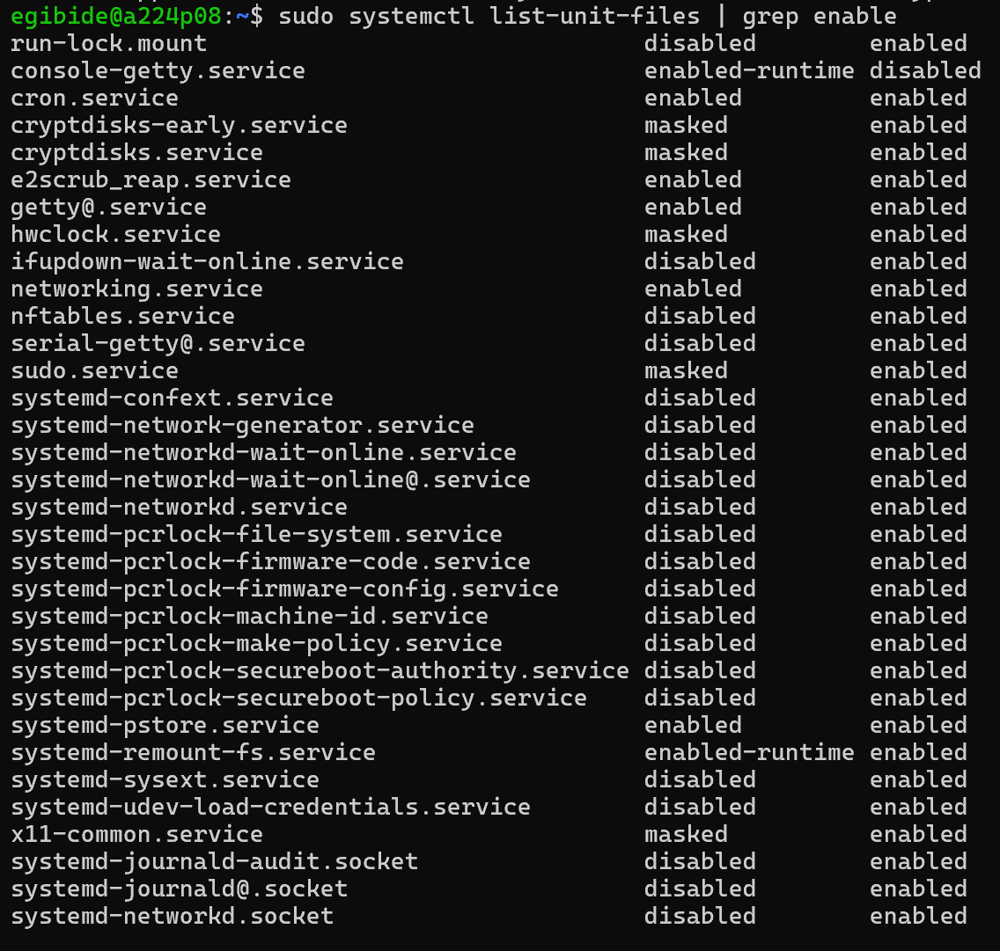 egibide@a224p08:~$ sudo systemctl list-unit-files | grep enable
run-lock.mount disabled enabled
console-getty.service enabled-runtime disabled
cron.service enabled enabled
cryptdisks-early.service masked enabled
cryptdisks.service masked enabled
e2scrub_reap.service enabled enabled
getty@.service enabled enabled
hwclock.service masked enabled
ifupdown-wait-online.service disabled enabled
networking.service enabled enabled
nftables.service disabled enabled
serial-getty@.service disabled enabled
sudo.service masked enabled
systemd-confext.service disabled enabled
systemd-network-generator.service disabled enabled
systemd-networkd-wait-online.service disabled enabled
systemd-networkd-wait-online@.service disabled enabled
systemd-networkd.service disabled enabled
systemd-pcrlock-file-system.service disabled enabled
systemd-pcrlock-firmware-code.service disabled enabled
systemd-pcrlock-firmware-config.service disabled enabled
systemd-pcrlock-machine-id.service disabled enabled
systemd-pcrlock-make-policy.service disabled enabled
systemd-pcrlock-secureboot-authority.service disabled enabled
systemd-pcrlock-secureboot-policy.service disabled enabled
systemd-pstore.service enabled enabled
systemd-remount-fs.service enabled-runtime enabled
systemd-sysext.service disabled enabled
systemd-udev-load-credentials.service disabled enabled
x11-common.service masked enabled
systemd-journald-audit.socket disabled enabled
systemd-journald@.socket disabled enabled
systemd-networkd.socket disabled enabled